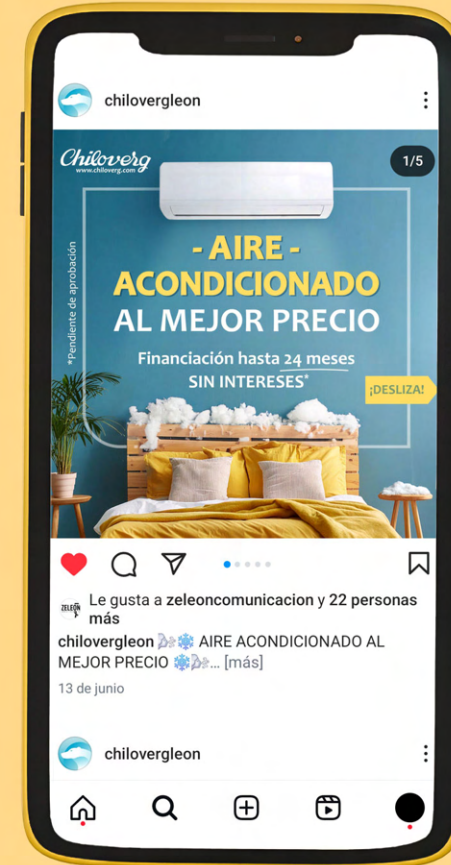 chilovergleon
Chiloverg
www.chiloverg.com
1/5
*Pendiente de aprobación
- AIRE -
ACONDICIONADO
AL MEJOR PRECIO
Financiación hasta 24 meses
SIN INTERESES*
¡DESLIZA!
ZELEÓN
Le gusta a zeleoncomunicacion y 22 personas
más
chilovergleon 🌬️❄️ AIRE ACONDICIONADO AL
MEJOR PRECIO ❄️🌬️... [más]
13 de junio
chilovergleon